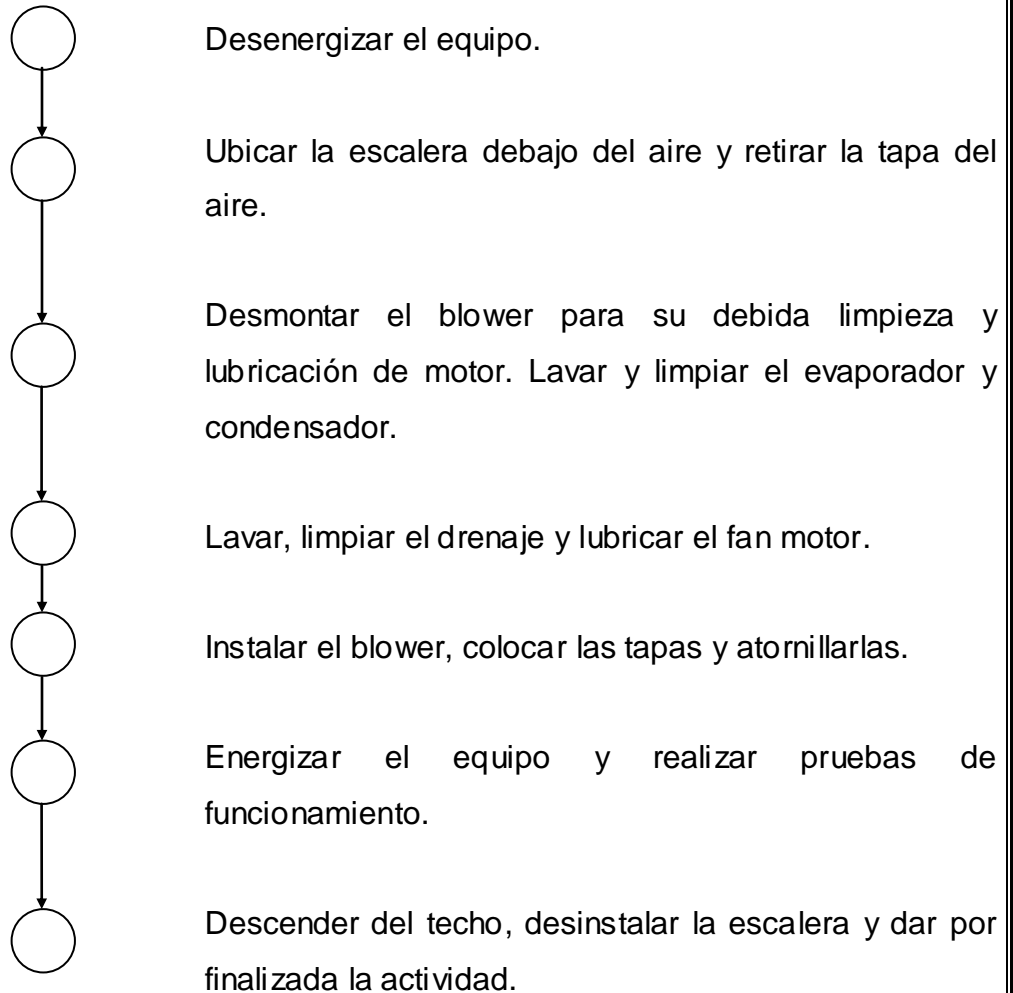 Desenergizar el equipo.
Ubicar la escalera debajo del aire y retirar la tapa del
aire.
Desmontar el blower para su debida limpieza y
lubricación de motor. Lavar y limpiar el evaporador y
condensador.
Lavar, limpiar el drenaje y lubricar el fan motor.
Instalar el blower, colocar las tapas y atornillarlas.
Energizar el equipo y realizar pruebas de
funcionamiento.
Descender del techo, desinstalar la escalera y dar por
finalizada la actividad.